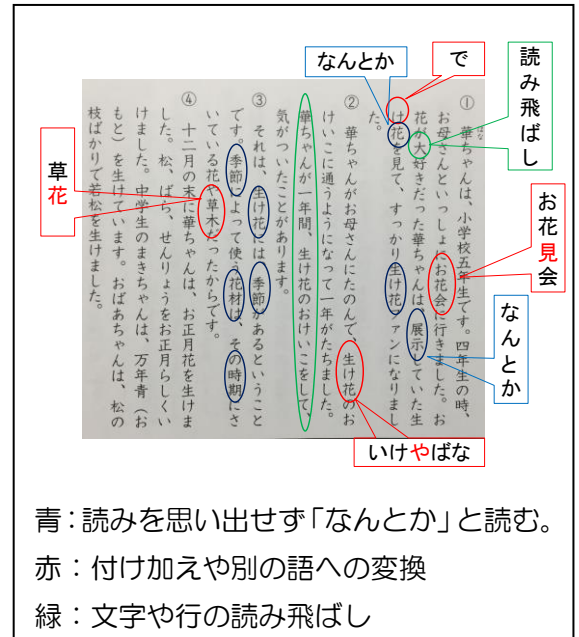 なんとか
で
読み飛ばし
お花見会
なんとか
いけやばな
草花
はな
① 華ちゃんは、小学校五年生です。四年生の時、
お母さんといっしょにお花会に行きました。お
花が大好きだった華ちゃんは、展示していた生
け花を見て、すっかり生け花ファンになりまし
た。
② 華ちゃんがお母さんにたのんで、生け花のお
けいこに通うようになって一年がたちました。
華ちゃんが一年間、生け花のおけいこをして、
気がついたことがあります。
③ それは、生け花には、季節があるということ
です。季節によって使う花材は、その時期にさ
いている花や草木だったからです。
④ 十二月の末に華ちゃんは、お正月花を生けま
した。松、ばら、せんりょうをお正月らしくい
けました。中学生のまきちゃんは、万年青（お
もと）を生けています。おばあちゃんは、松の
枝ばかりで若松を生けました。
青：読みを思い出せず「なんとか」と読む。
赤：付け加えや別の語への変換
緑：文字や行の読み飛ばし